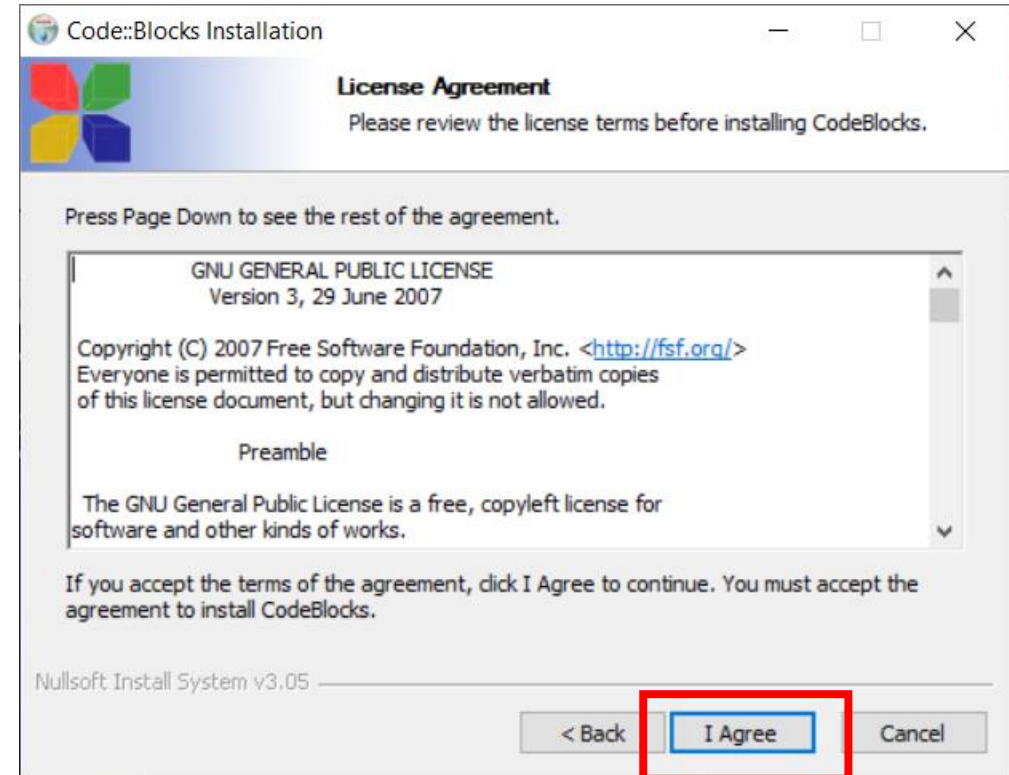 Code::Blocks Installation
License Agreement
Please review the license terms before installing CodeBlocks.
Press Page Down to see the rest of the agreement.
GNU GENERAL PUBLIC LICENSE
Version 3, 29 June 2007
Copyright (C) 2007 Free Software Foundation, Inc. <http://fsf.org/>
Everyone is permitted to copy and distribute verbatim copies
of this license document, but changing it is not allowed.
Preamble
The GNU General Public License is a free, copyleft license for
software and other kinds of works.
If you accept the terms of the agreement, click I Agree to continue. You must accept the
agreement to install CodeBlocks.
Nullsoft Install System v3.05
< Back I Agree Cancel